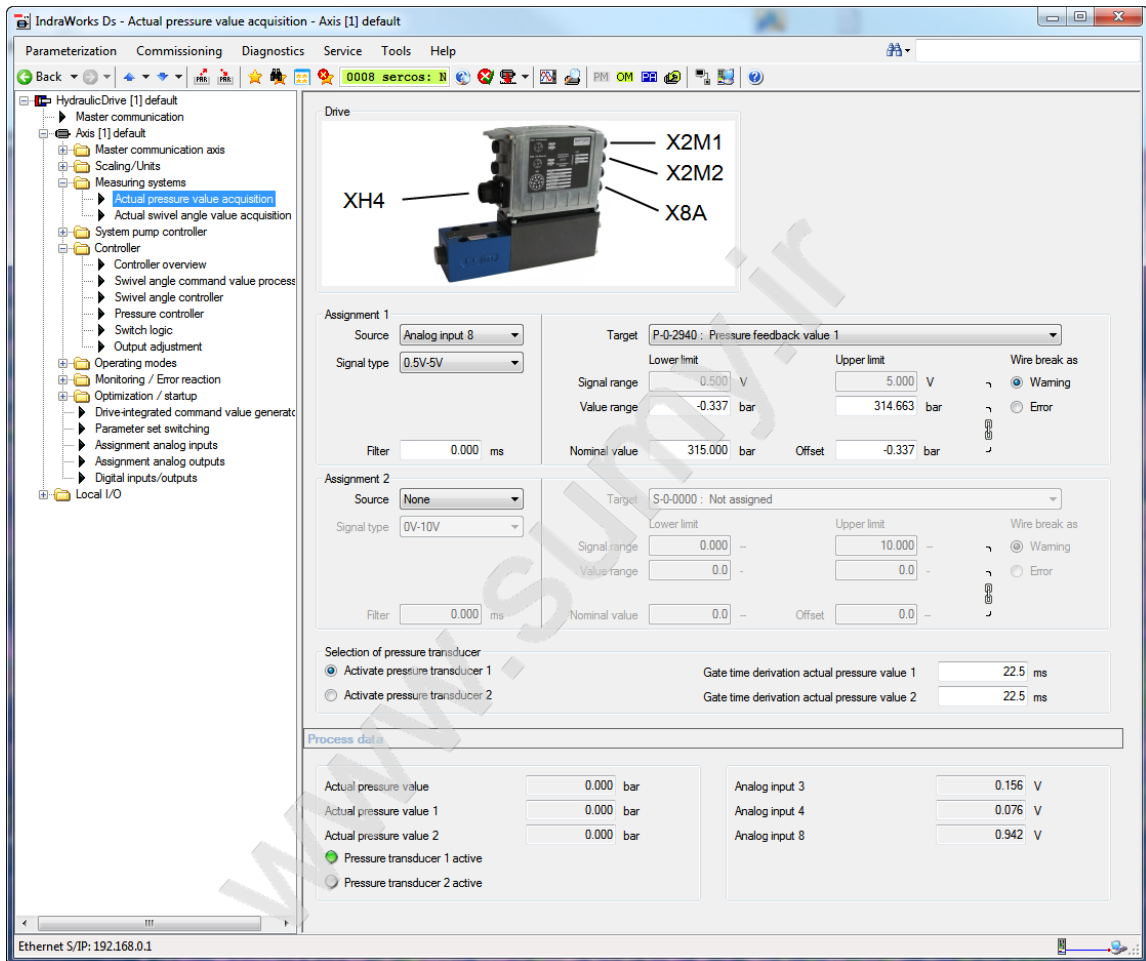 IndraWorks Ds - Actual pressure value acquisition - Axis [1] default
Parameterization Commissioning Diagnostics Service Tools Help
Back PAR PAR 0008 sercos: N PM OM
HydraulicDrive [1] default
Master communication
Axis [1] default
Master communication axis
Scaling/Units
Measuring systems
Actual pressure value acquisition
Actual swivel angle value acquisition
System pump controller
Controller
Controller overview
Swivel angle command value process
Swivel angle controller
Pressure controller
Switch logic
Output adjustment
Operating modes
Monitoring / Error reaction
Optimization / startup
Drive-integrated command value generato
Parameter set switching
Assignment analog inputs
Assignment analog outputs
Digital inputs/outputs
Local I/O
Drive
X2M1
X2M2
XH4
X8A
Assignment 1
Source Analog input 8 Target P-0-2940 : Pressure feedback value 1
Signal type 0.5V-5V Lower limit Upper limit Wire break as
Signal range 0.500 V 5.000 V Warning
Value range -0.337 bar 314.663 bar Error
Filter 0.000 ms Nominal value 315.000 bar Offset -0.337 bar
Assignment 2
Source None Target S-0-0000 : Not assigned
Signal type 0V-10V Lower limit Upper limit Wire break as
Signal range 0.000 -- 10.000 -- Warning
Value range 0.0 - 0.0 - Error
Filter 0.000 ms Nominal value 0.0 -- Offset 0.0 --
Selection of pressure transducer
Activate pressure transducer 1 Gate time derivation actual pressure value 1 22.5 ms
Activate pressure transducer 2 Gate time derivation actual pressure value 2 22.5 ms
Process data
Actual pressure value 0.000 bar Analog input 3 0.156 V
Actual pressure value 1 0.000 bar Analog input 4 0.076 V
Actual pressure value 2 0.000 bar Analog input 8 0.942 V
Pressure transducer 1 active
Pressure transducer 2 active
Ethernet S/IP: 192.168.0.1
www.sumy.ir